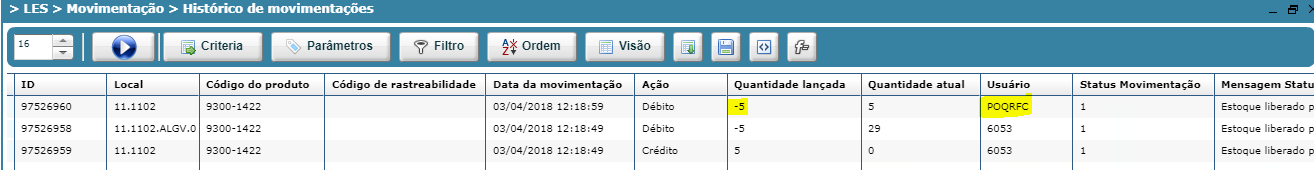 > LES > Movimentação > Histórico de movimentações
16 Criteria Parâmetros Filtro Ordem Visão
ID Local Código do produto Código de rastreabilidade Data da movimentação Ação Quantidade lançada Quantidade atual Usuário Status Movimentação Mensagem Statu
97526960 11.1102 9300-1422 03/04/2018 12:18:59 Débito -5 5 POQRFC 1 Estoque liberado p
97526958 11.1102.ALGV.0 9300-1422 03/04/2018 12:18:49 Débito -5 29 6053 1 Estoque liberado p
97526959 11.1102 9300-1422 03/04/2018 12:18:49 Crédito 5 0 6053 1 Estoque liberado p